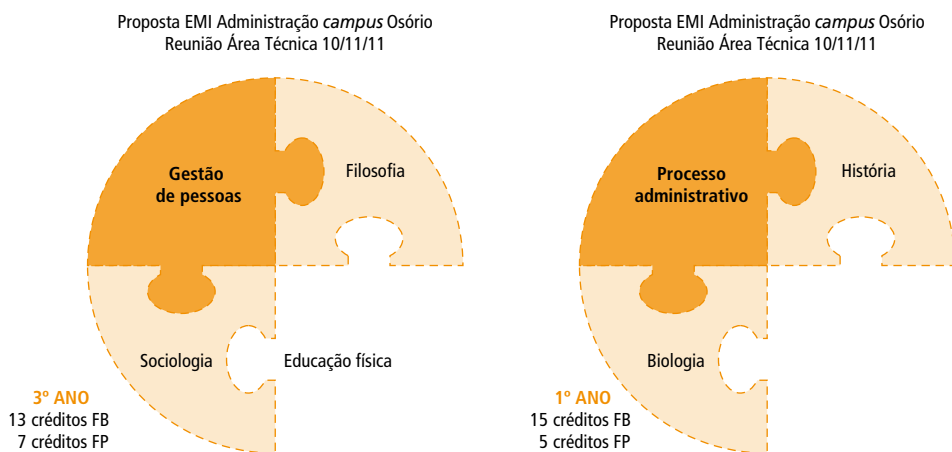 Proposta EMI Administração campus Osório
Reunião Área Técnica 10/11/11
Gestão
de pessoas
Filosofia
Sociologia
Educação física
3º ANO
13 créditos FB
7 créditos FP
Proposta EMI Administração campus Osório
Reunião Área Técnica 10/11/11
Processo
administrativo
História
Biologia
1º ANO
15 créditos FB
5 créditos FP